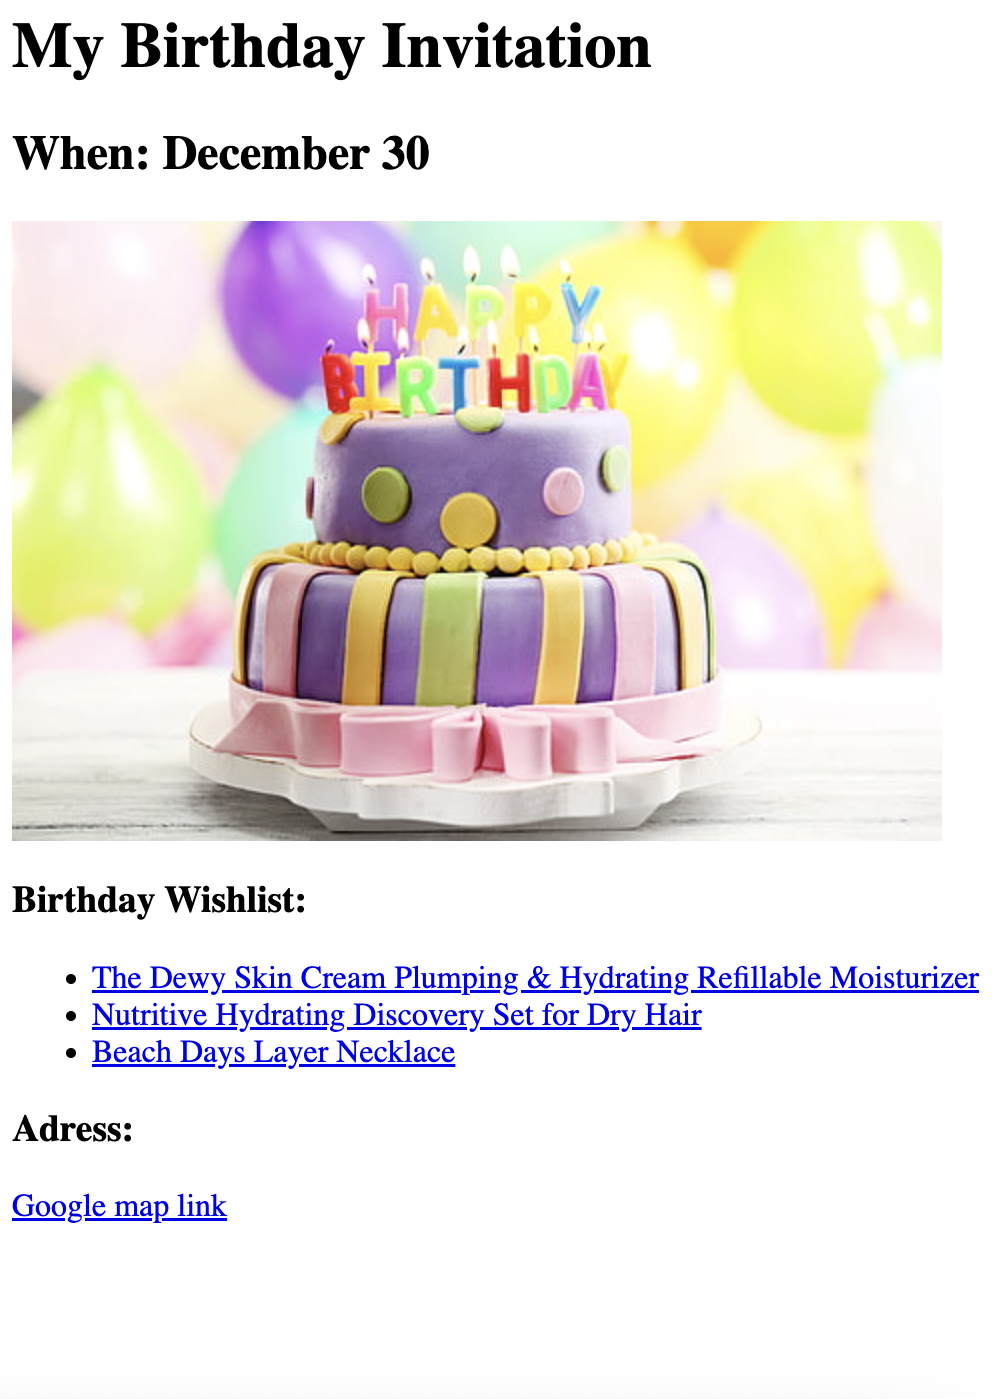 My Birthday Invitation
When: December 30
HAPPY
BIRTHDAY
Birthday Wishlist:
The Dewy Skin Cream Plumping & Hydrating Refillable Moisturizer
Nutritive Hydrating Discovery Set for Dry Hair
Beach Days Layer Necklace
Adress:
Google map link